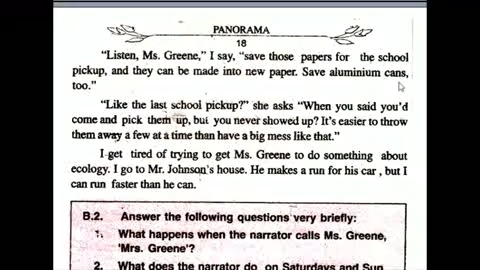 PANORAMA
18
“Listen, Ms. Greene,” I say, “save those papers for the school
pickup, and they can be made into new paper. Save aluminium cans,
too.”
“Like the last school pickup?” she asks “When you said you’d
come and pick them up, but you never showed up? It’s easier to throw
them away a few at a time than have a big mess like that.”
I get tired of trying to get Ms. Greene to do something about
ecology. I go to Mr. Johnson’s house. He makes a run for his car , but I
can run faster than he can.
B.2. Answer the following questions very briefly:
1. What happens when the narrator calls Ms. Greene,
'Mrs. Greene'?
2. What does the narrator do on Saturdays and Sun